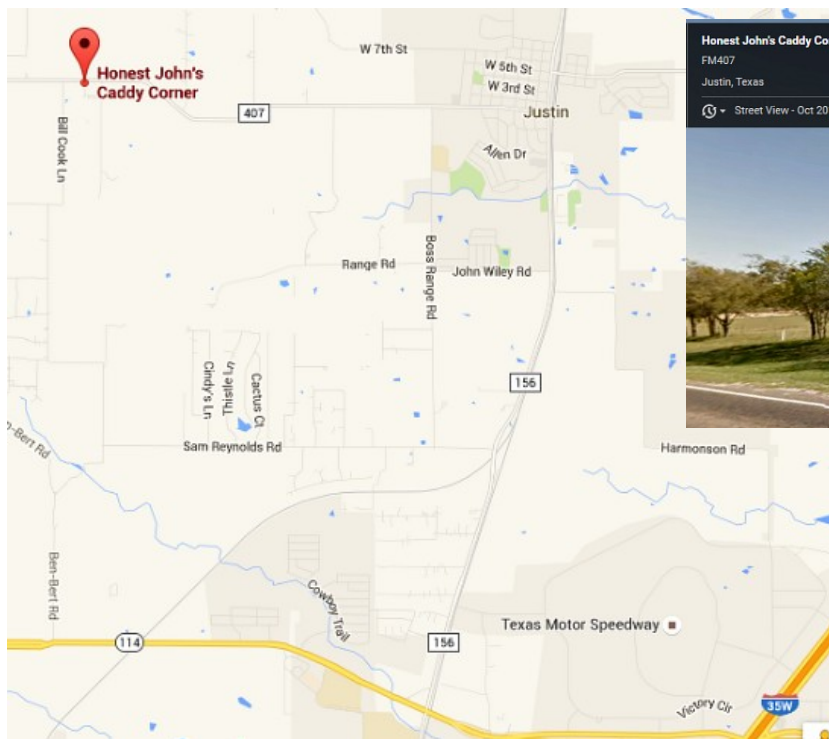 W 7th St
Honest John's Caddy Co
FM407
Justin, Texas
Street View - Oct 20
Honest John's
Caddy Corner
W 5th St
W 3rd St
407
Justin
Bill Cook Ln
Allen Dr
Range Rd
Boss Range Rd
John Wiley Rd
156
Cindy's Ln
Thistle Ln
Cactus Ct
n-Bert Rd
Sam Reynolds Rd
Harmonson Rd
Ben-Bert Rd
Cowboy Trail
Texas Motor Speedway
114
156
Victory Cir
35W